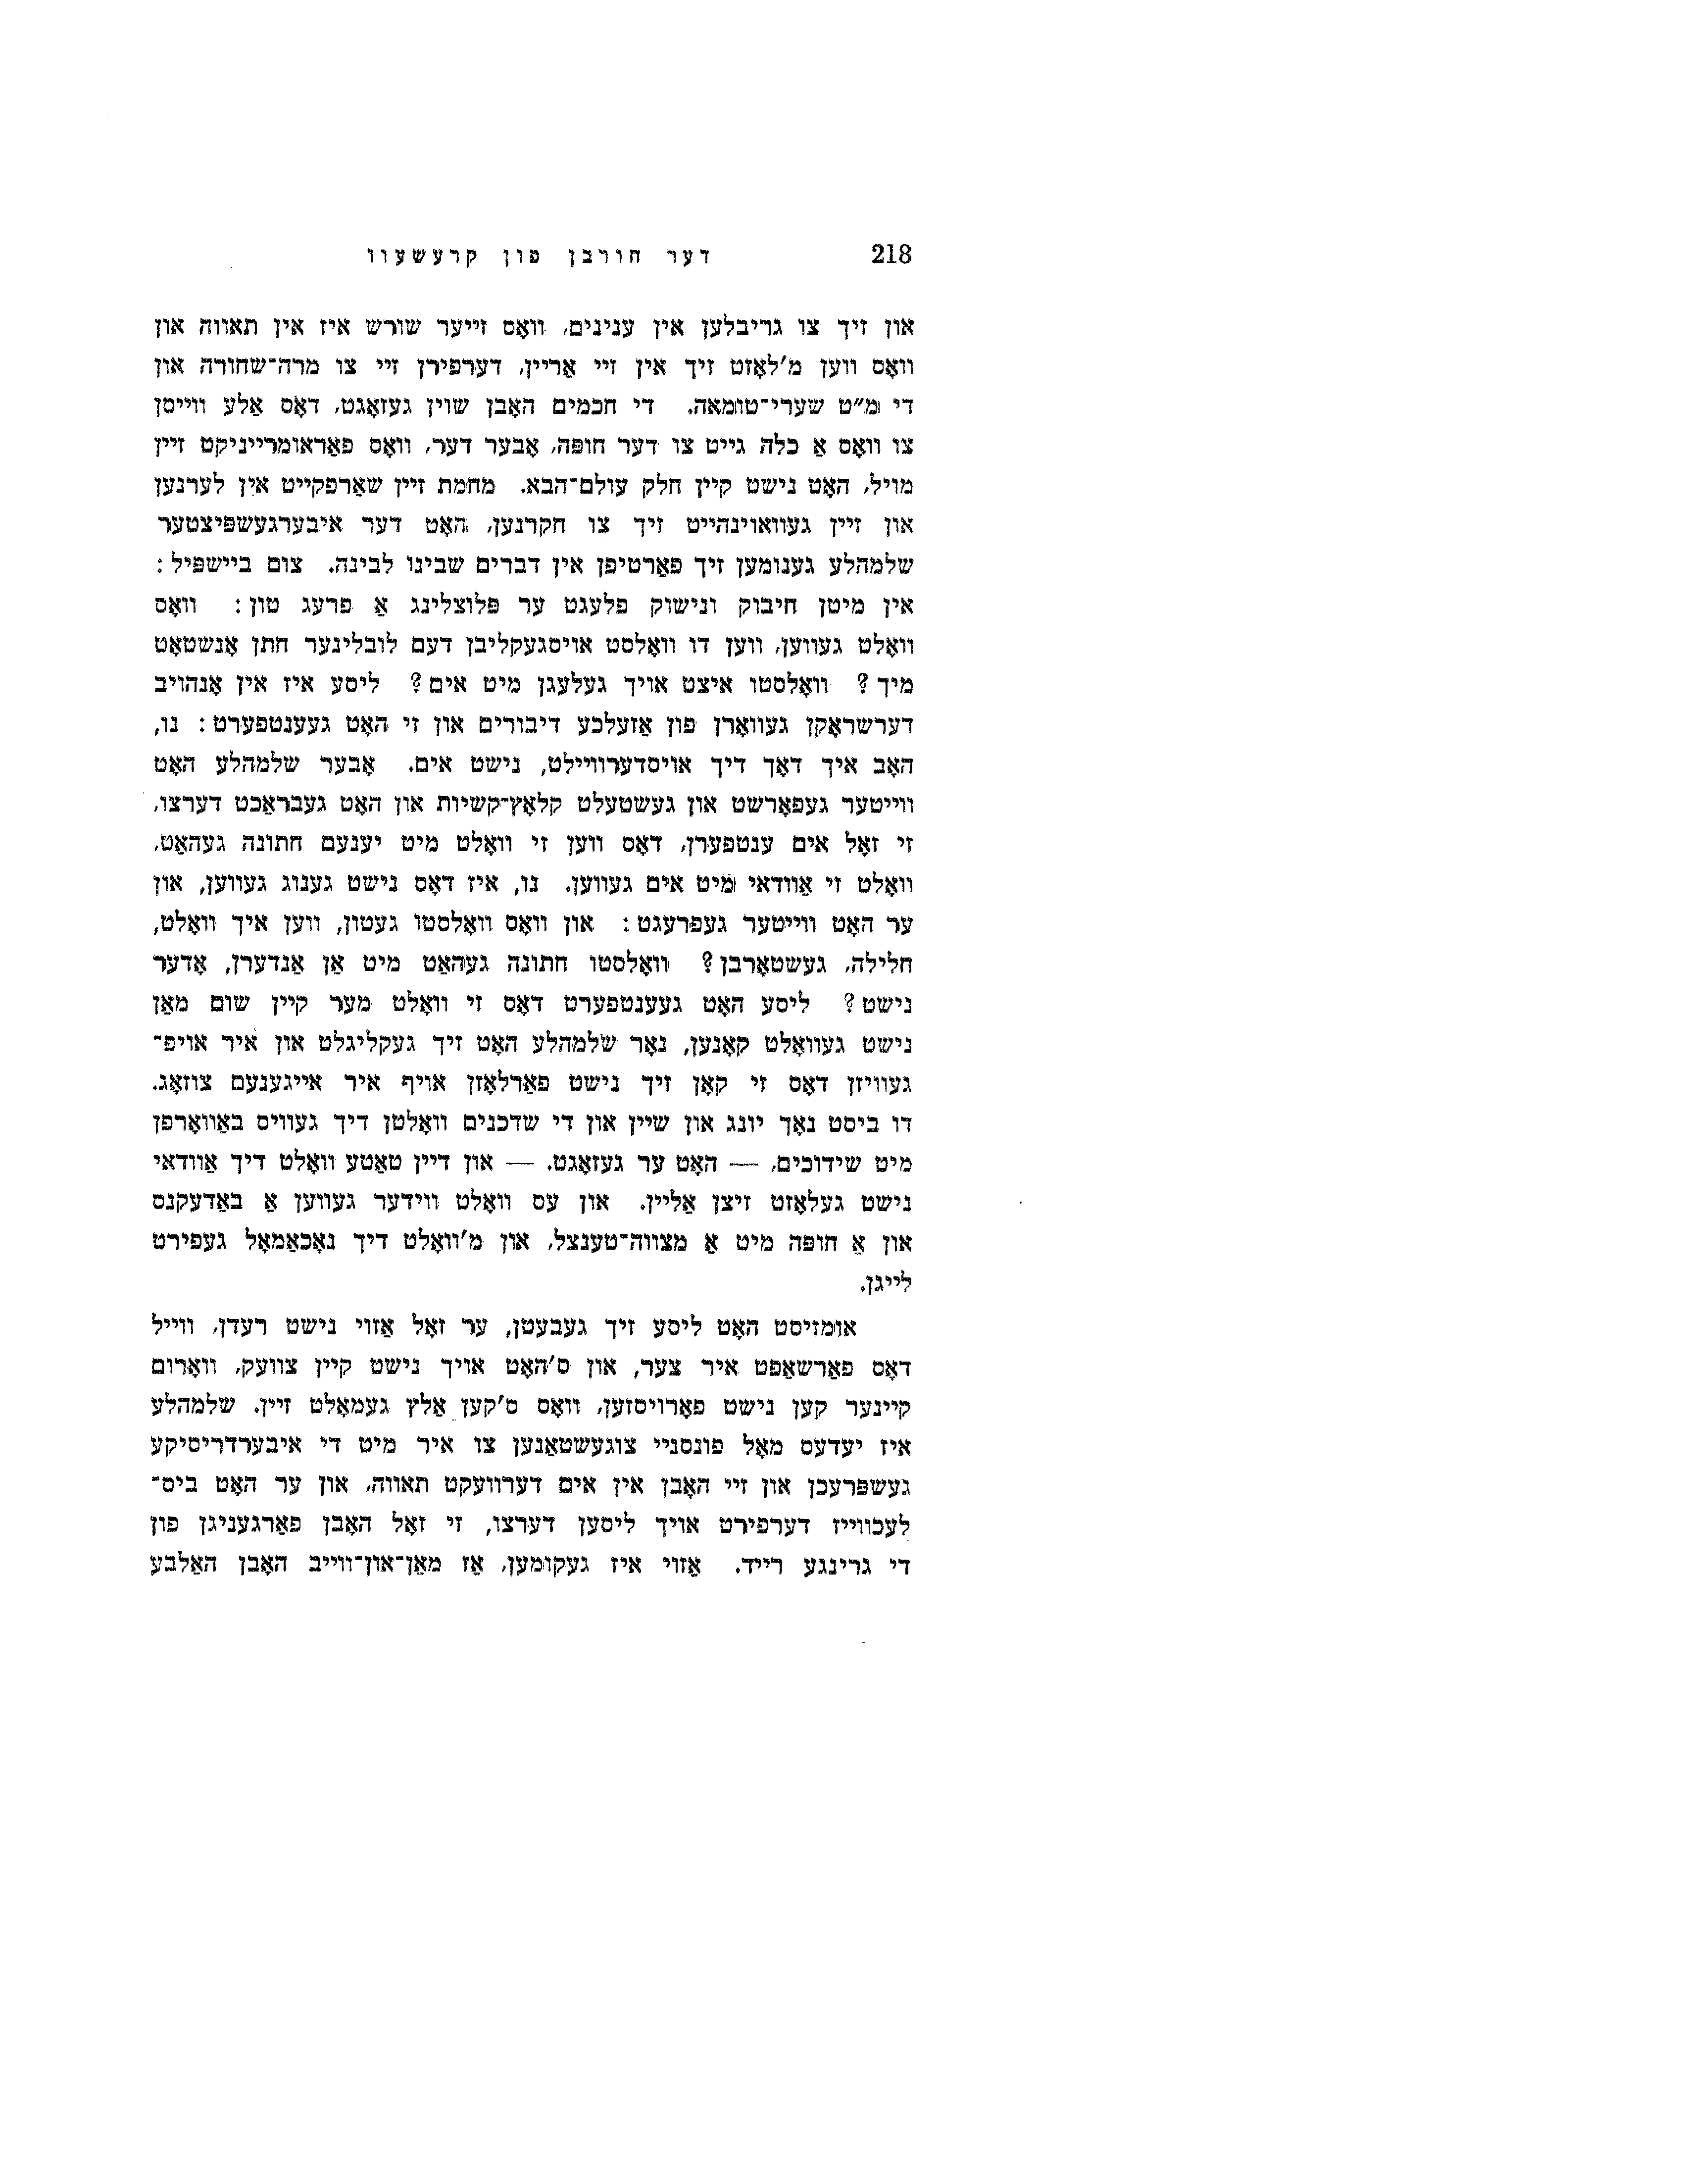 218 דער חורבן פון קרעשעוו
און זיך צו גריבלען אין ענינים, וואָס זייער שורש איז אין תאווה און
וואָס ווען מ'לאָזט זיך אין זיי אַריין, דערפירן זיי צו מרה־שחורה און
די מ״ט שערי־טומאה. די חכמים האָבן שוין געזאָגט, דאָס אַלע ווייסן
צו וואָס אַ כלה גייט צו דער חופּה, אָבער דער, וואָס פאַראומרייניקט זיין
מויל, האָט נישט קיין חלק עולם־הבא. מחמת זיין שאַרפקייט אין לערנען
און זיין געוואוינהייט זיך צו חקרנען, האָט דער איבערגעשפּיצטער
שלמהלע גענומען זיך פאַרטיפן אין דברים שבינו לבינה. צום ביישפּיל:
אין מיטן חיבוק ונישוק פלעגט ער פּלוצלינג אַ פרעג טון: וואָס
וואָלט געווען, ווען דו וואָלסט אויסגעקליבן דעם לובלינער חתן אָנשטאָט
מיך? וואָלסטו איצט אויך געלעגן מיט אים? ליסע איז אין אָנהויב
דערשראָקן געוואָרן פון אַזעלכע דיבורים און זי האָט געענטפערט: נו,
האָב איך דאָך דיך אויסדערוויילט, נישט אים. אָבער שלמהלע האָט
ווייטער געפאָרשט און געשטעלט קלאָץ־קשיות און האָט געבראַכט דערצו,
זי זאָל אים ענטפערן, דאָס ווען זי וואָלט מיט יענעם חתונה געהאַט,
וואָלט זי אַוודאי מיט אים געווען. נו, איז דאָס נישט גענוג געווען, און
ער האָט ווייטער געפרעגט: און וואָס וואָלסטו געטון, ווען איך וואָלט,
חלילה, געשטאָרבן? וואָלסטו חתונה געהאַט מיט אַן אַנדערן, אָדער
נישט? ליסע האָט געענטפערט דאָס זי וואָלט מער קיין שום מאַן
נישט געוואָלט קאָנען, נאָר שלמהלע האָט זיך געקליגלט און איר אויפ־
געוויזן דאָס זי קאָן זיך נישט פאַרלאָזן אויף איר אייגענעם צוזאָג.
דו ביסט נאָך יונג און שיין און די שדכנים וואָלטן דיך געוויס באַוואָרפן
מיט שידוכים, — האָט ער געזאָגט. — און דיין טאַטע וואָלט דיך אַוודאי
נישט געלאָזט זיצן אַליין. און עס וואָלט ווידער געווען אַ באַדעקנס
און אַ חופּה מיט אַ מצווה־טענצל, און מ'וואָלט דיך נאָכאַמאָל געפירט
לייגן.
אומזיסט האָט ליסע זיך געבעטן, ער זאָל אַזוי נישט רעדן, ווייל
דאָס פאַרשאַפט איר צער, און ס'האָט אויך נישט קיין צוועק, וואָרום
קיינער קען נישט פאָרויסזען, וואָס ס'קען אַלץ געמאָלט זיין. שלמהלע
איז יעדעס מאָל פונסניי צוגעשטאַנען צו איר מיט די איבערדריסיקע
געשפּרעכן און זיי האָבן אין אים דערוועקט תאווה, און ער האָט ביס־
לעכווייז דערפירט אויך ליסען דערצו, זי זאָל האָבן פאַרגעניגן פון
די גרינגע רייד. אַזוי איז געקומען, אַז מאַן־און־ווייב האָבן האַלבע